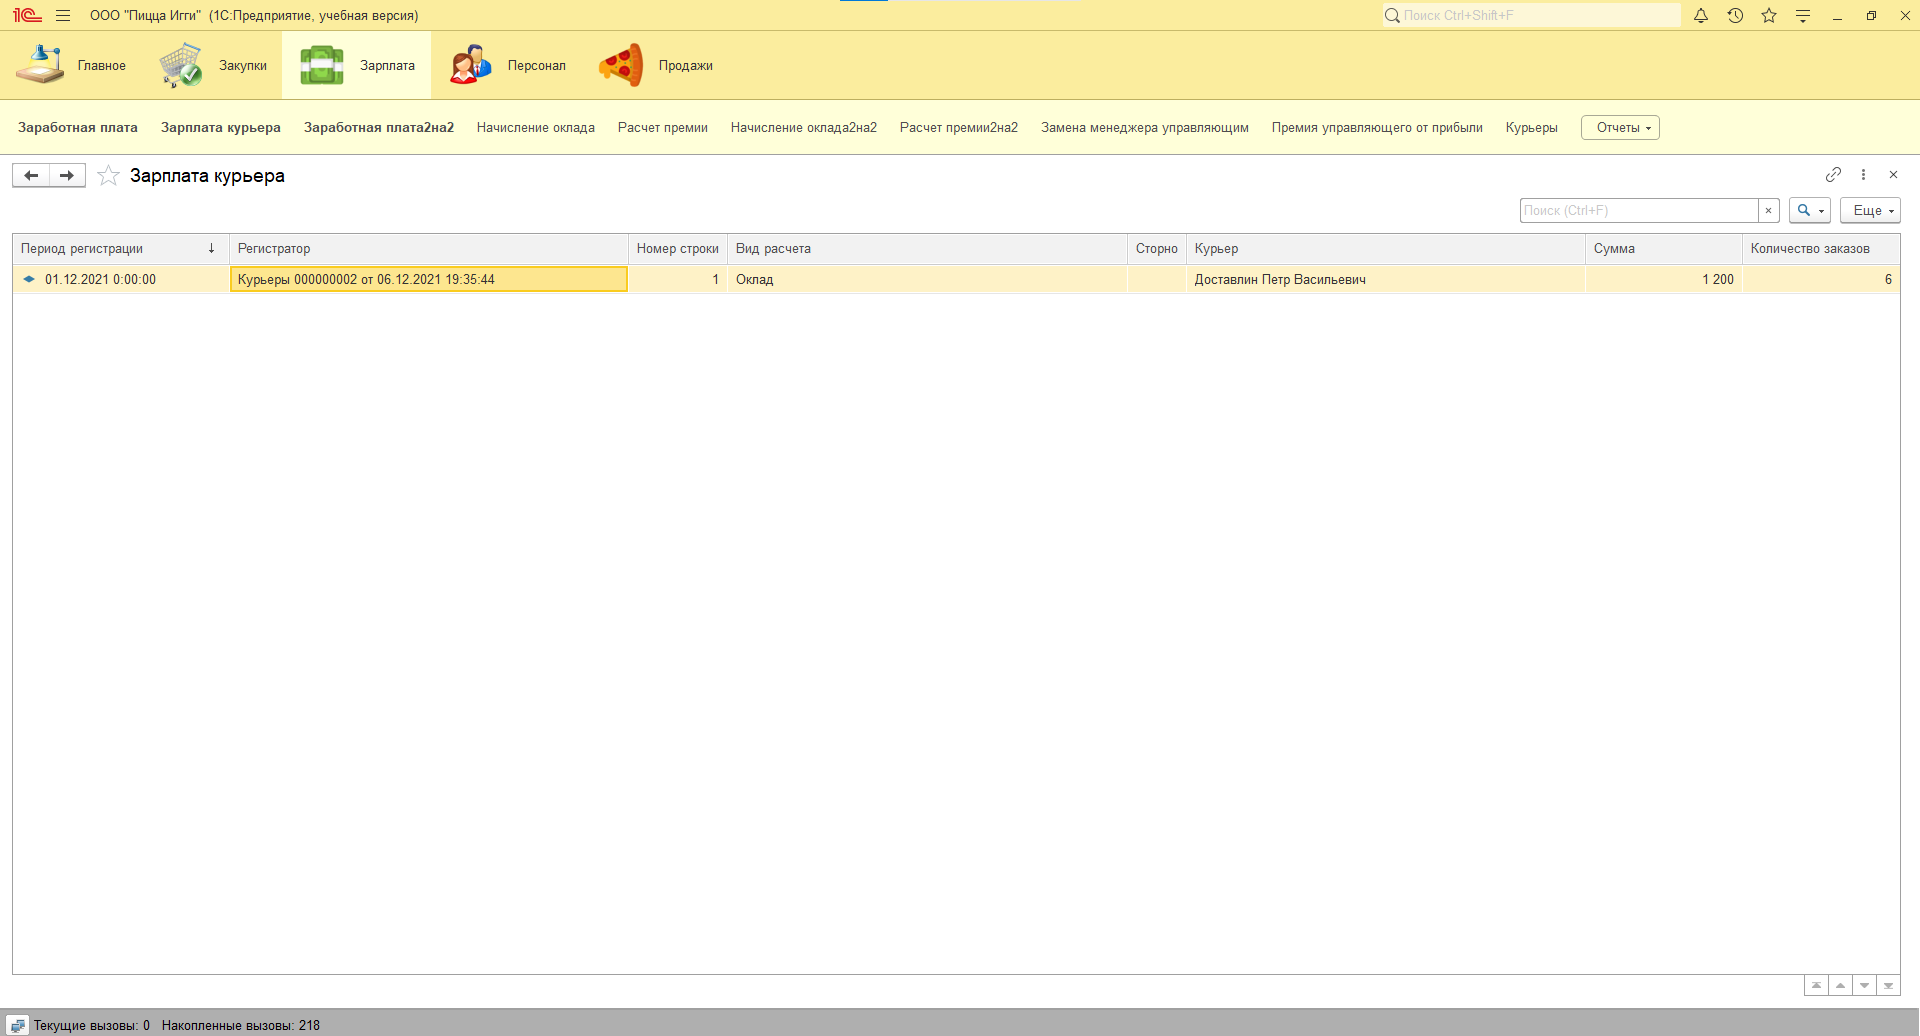 1С ООО "Пицца Игги" (1С:Предприятие, учебная версия) Поиск Ctrl+Shift+F
Главное Закупки Зарплата Персонал Продажи
Заработная плата Зарплата курьера Заработная плата2на2 Начисление оклада Расчет премии Начисление оклада2на2 Расчет премии2на2 Замена менеджера управляющим Премия управляющего от прибыли Курьеры Отчеты
Зарплата курьера
Поиск (Ctrl+F) × Еще
Период регистрации ↓ Регистратор Номер строки Вид расчета Сторно Курьер Сумма Количество заказов
01.12.2021 0:00:00 Курьеры 000000002 от 06.12.2021 19:35:44 1 Оклад Доставлин Петр Васильевич 1 200 6
Текущие вызовы: 0 Накопленные вызовы: 218